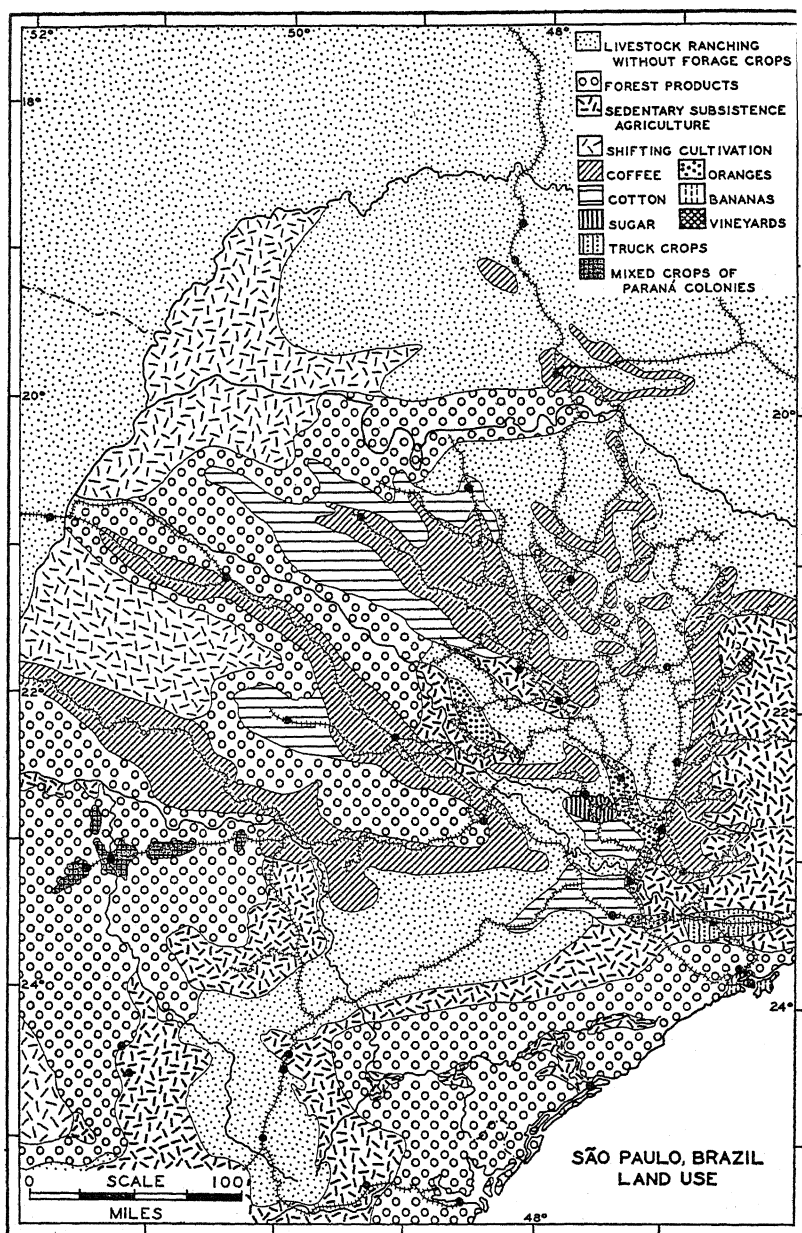 52°
50°
48°
LIVESTOCK RANCHING
WITHOUT FORAGE CROPS
FOREST PRODUCTS
SEDENTARY SUBSISTENCE
AGRICULTURE
SHIFTING CULTIVATION
COFFEE
ORANGES
COTTON
BANANAS
SUGAR
VINEYARDS
TRUCK CROPS
MIXED CROPS OF
PARANÁ COLONIES
18°
20°
20°
22°
22°
24°
24°
SÃO PAULO, BRAZIL
LAND USE
0 SCALE 100
MILES
48°